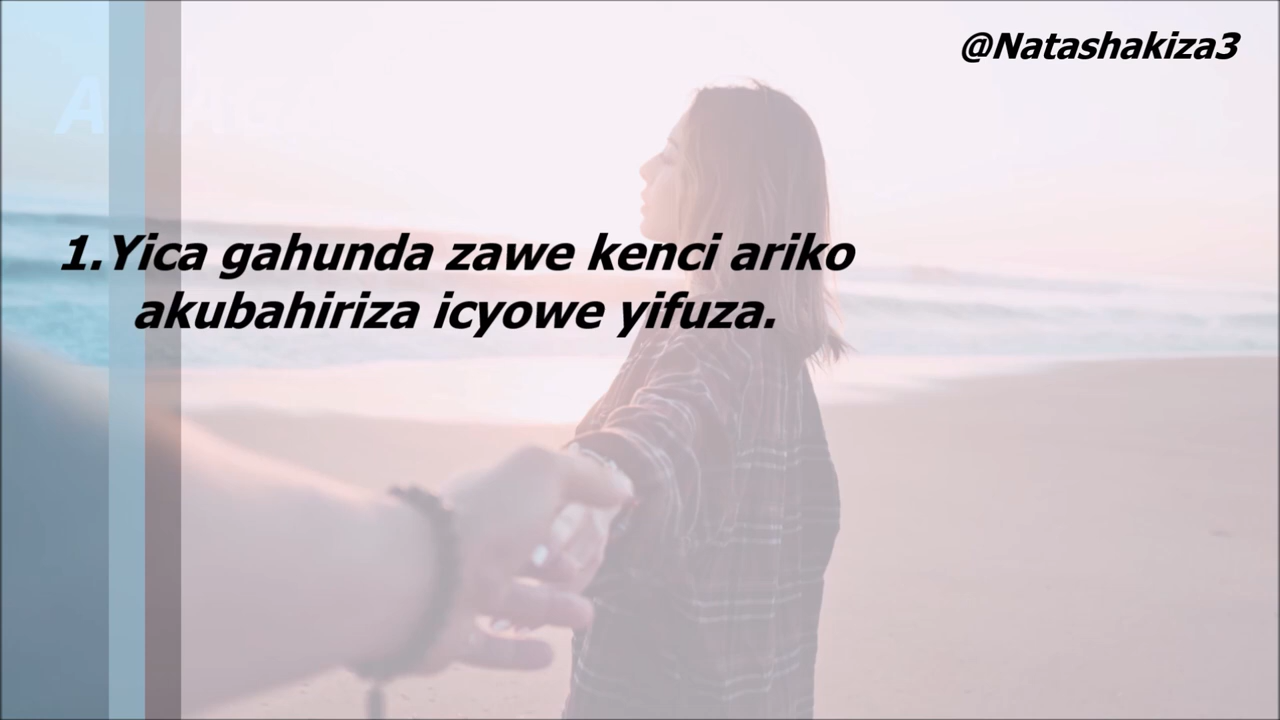 @Natashakiza3
1.Yica gahunda zawe kenci ariko
akubahiriza icyowe yifuza.